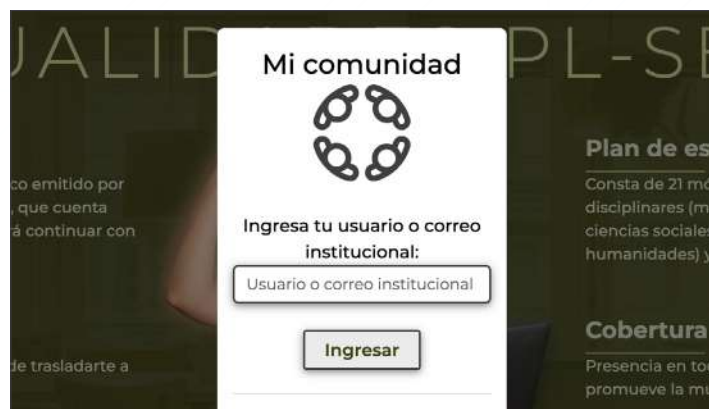 UALID
PL-SE
Mi comunidad
co emitido por
, que cuenta
á continuar con
de trasladarte a
Ingresa tu usuario o correo
institucional:
Usuario o correo institucional
Ingresar
Plan de es
Consta de 21 mó
disciplinares (m
ciencias sociales
humanidades) y
Cobertura
Presencia en to
promueve la mu